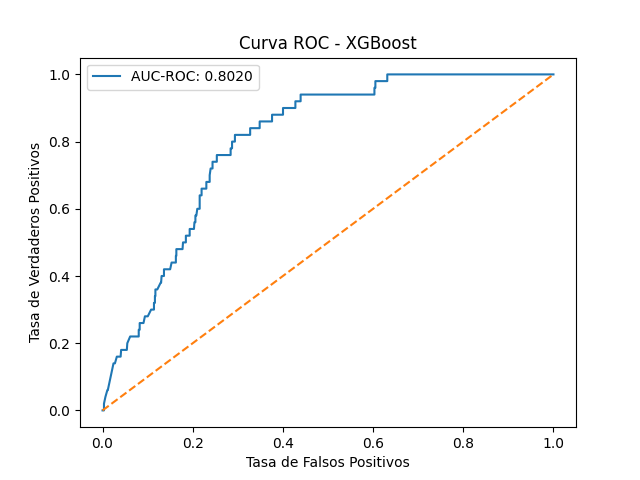 Curva ROC - XGBoost
AUC-ROC: 0.8020
Tasa de Verdaderos Positivos
1.0
0.8
0.6
0.4
0.2
0.0
0.0 0.2 0.4 0.6 0.8 1.0
Tasa de Falsos Positivos